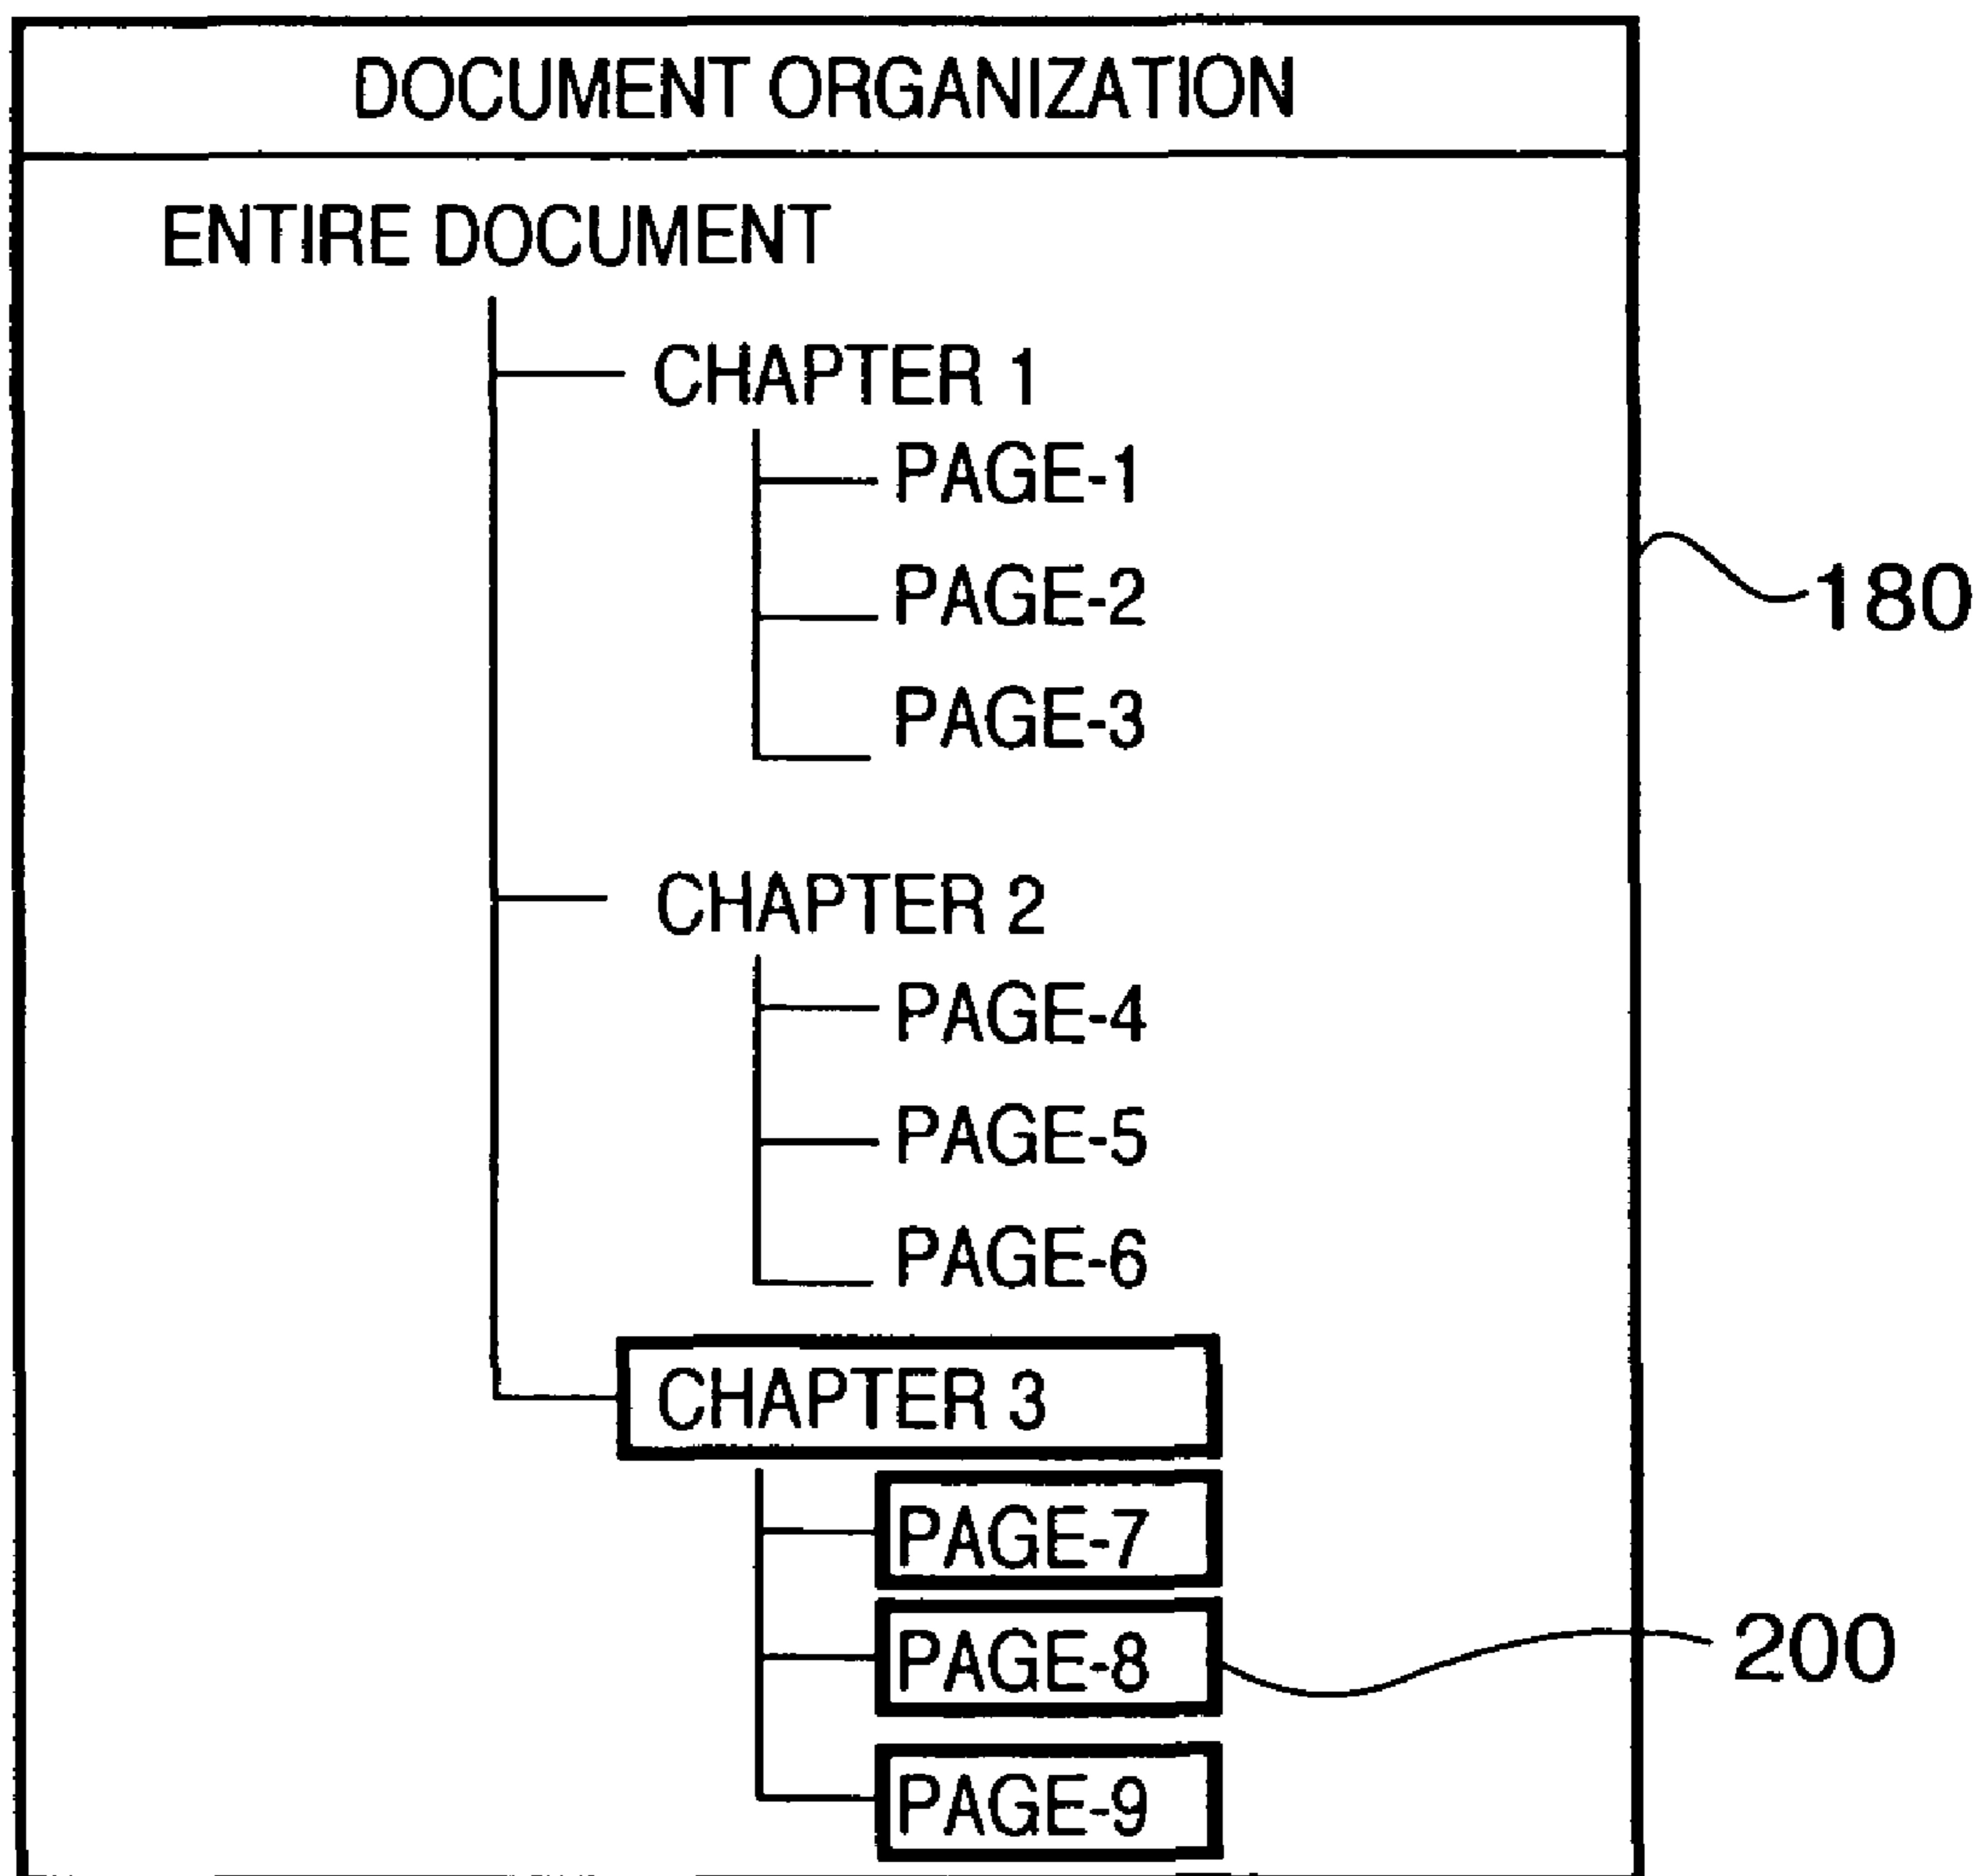 DOCUMENT ORGANIZATION
ENTIRE DOCUMENT
CHAPTER 1
PAGE-1
PAGE-2
180
PAGE-3
CHAPTER 2
PAGE-4
PAGE-5
PAGE-6
CHAPTER 3
PAGE-7
PAGE-8
200
PAGE-9